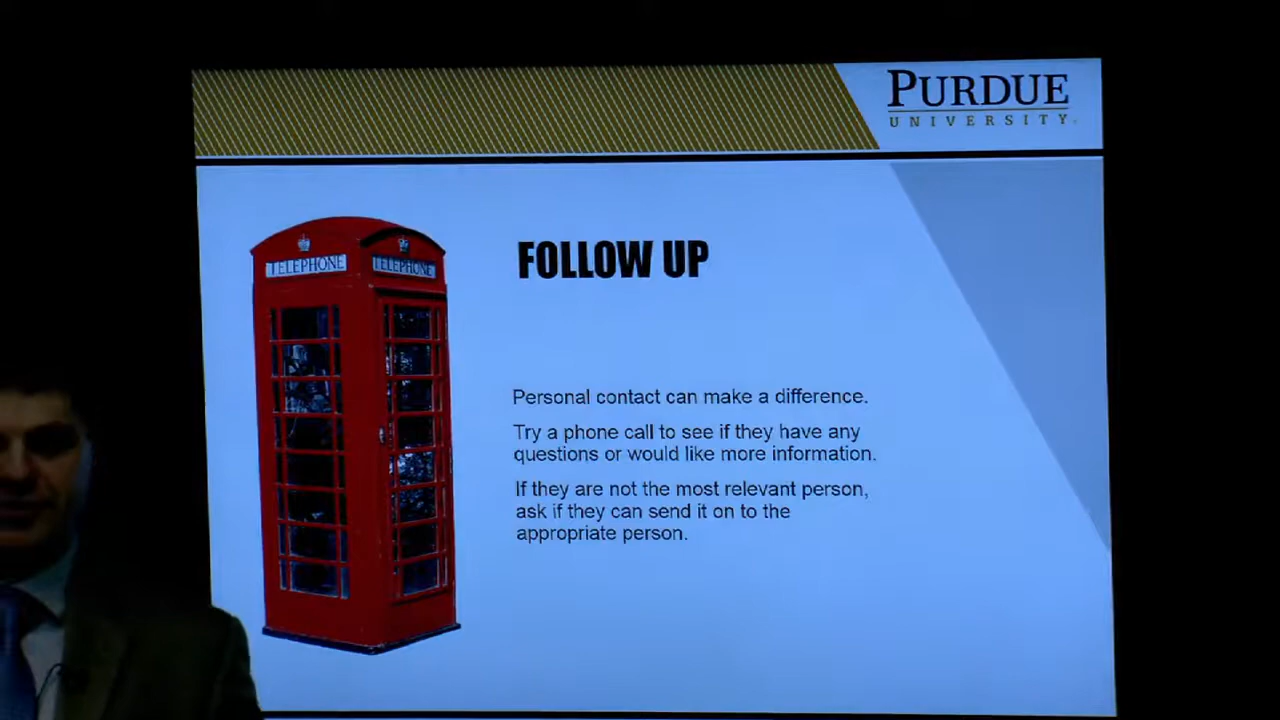 PURDUE
UNIVERSITY
TELEPHONE TELEPHONE
FOLLOW UP
Personal contact can make a difference.
Try a phone call to see if they have any
questions or would like more information.
If they are not the most relevant person,
ask if they can send it on to the
appropriate person.